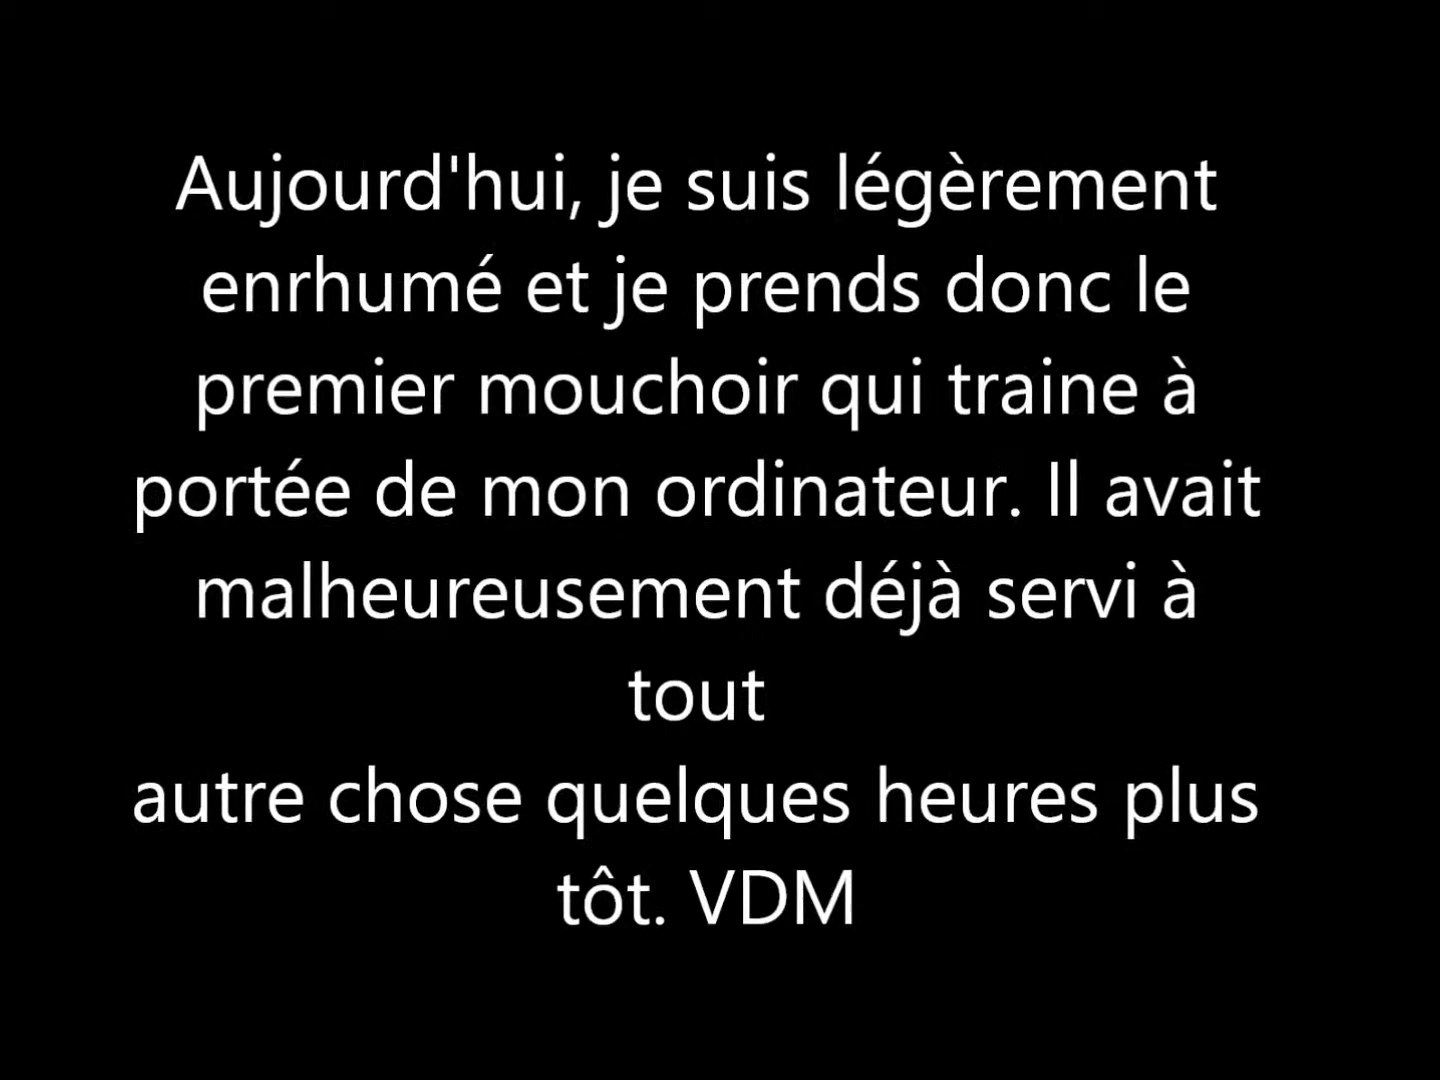 Aujourd'hui, je suis légèrement
enrhumé et je prends donc le
premier mouchoir qui traine à
portée de mon ordinateur. Il avait
malheureusement déjà servi à
tout
autre chose quelques heures plus
tôt. VDM